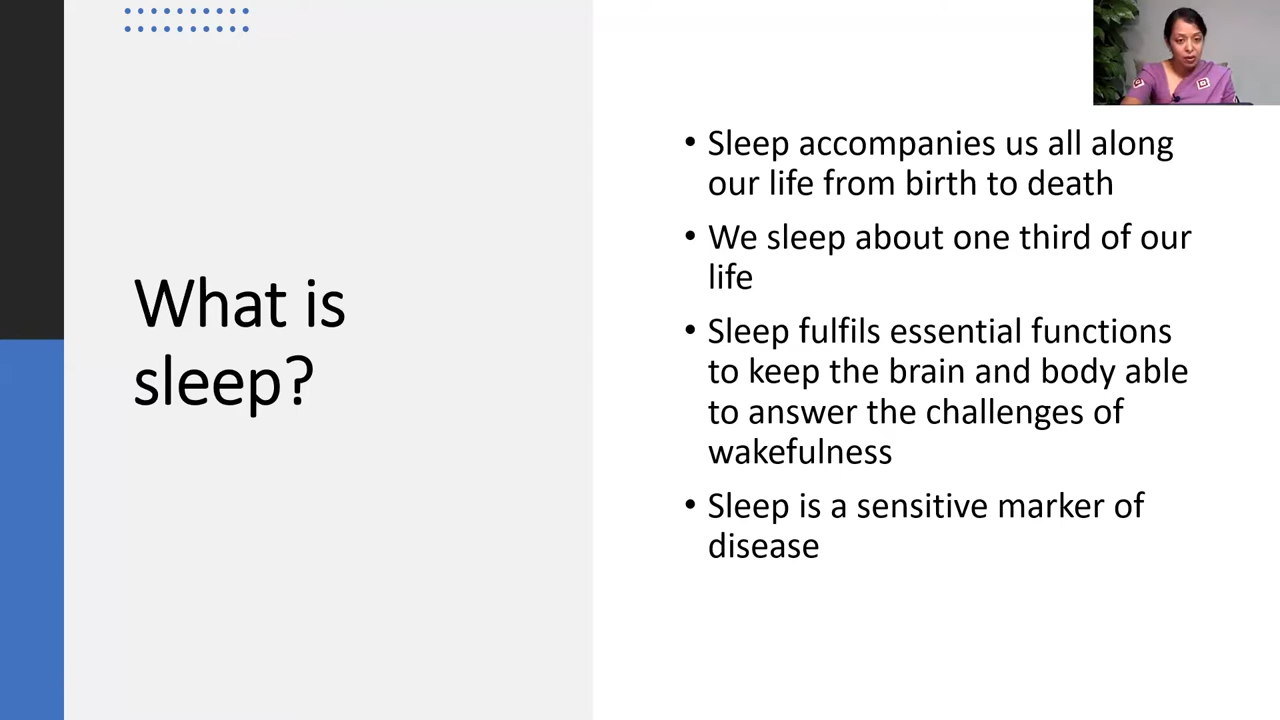 What is
sleep?
• Sleep accompanies us all along
our life from birth to death
• We sleep about one third of our
life
• Sleep fulfils essential functions
to keep the brain and body able
to answer the challenges of
wakefulness
• Sleep is a sensitive marker of
disease